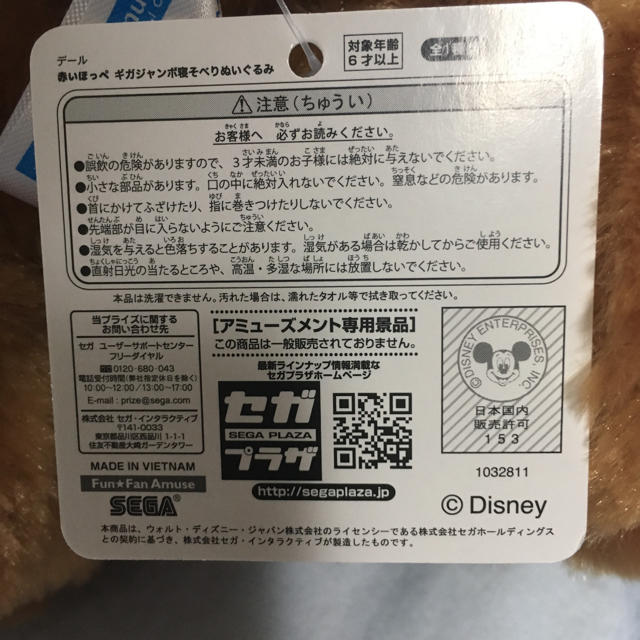 デール
赤いほっぺ ギガジャンボ寝そべりぬいぐるみ
対象年齢
6才以上
注意(ちゅうい)
お客様へ 必ずお読みください。
●誤飲の危険がありますので、3才未満のお子様には絶対に与えないでください。
●小さな部品があります。口の中に絶対入れないでください。窒息などの危険があります。
●首にかけてふざけたり、指に巻きつけたりしないでください。
●先端部が目に入らないようにご注意ください。
●湿気を与えると色落ちすることがあります。湿気がある場合は乾かしてからご使用ください。
●直射日光の当たるところや、高温・多湿な場所には放置しないでください。
本品は洗濯できません。汚れた場合は、濡れたタオル等で拭き取ってください。
当プライズに関する
お問い合わせ先
セガ ユーザーサポートセンター
フリーダイヤル
0120-680-043
電話受付時間(弊社指定休日を除く)
10:00〜12:00/13:00〜17:00
E-mail : prize@sega.com
株式会社 セガ・インタラクティブ
〒141-0033
東京都品川区西品川 1-1-1
住友不動産大崎ガーデンタワー
MADE IN VIETNAM
Fun★Fan Amuse
SEGA
[アミューズメント専用景品]
この商品は一般販売されておりません。
最新ラインナップ情報満載な
セガプラザホームページ
セガ
SEGA PLAZA
プラザ
http://segaplaza.jp
©DISNEY ENTERPRISES INC.
日本国内
販売許可
153
1032811
©Disney
本商品は、ウォルト・ディズニー・ジャパン株式会社のライセンシーである株式会社セガホールディングス
との契約に基づき、株式会社セガ・インタラクティブが製造したものです。